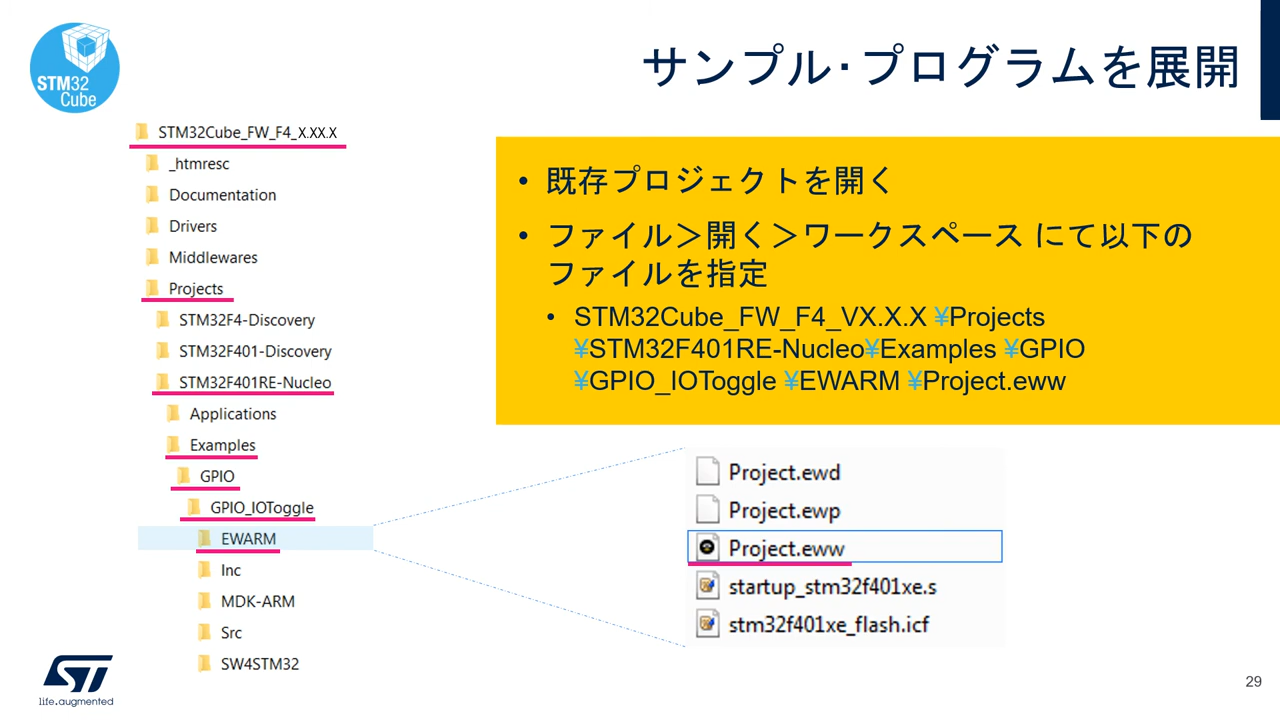 STM32
Cube
サンプル・プログラムを展開
STM32Cube_FW_F4_X.XX.X
_htmresc
Documentation
Drivers
Middlewares
Projects
STM32F4-Discovery
STM32F401-Discovery
STM32F401RE-Nucleo
Applications
Examples
GPIO
GPIO_IOToggle
EWARM
Inc
MDK-ARM
Src
SW4STM32
• 既存プロジェクトを開く
• ファイル＞開く＞ワークスペース にて以下の
ファイルを指定
• STM32Cube_FW_F4_VX.X.X ¥Projects
¥STM32F401RE-Nucleo¥Examples ¥GPIO
¥GPIO_IOToggle ¥EWARM ¥Project.eww
Project.ewd
Project.ewp
Project.eww
startup_stm32f401xe.s
stm32f401xe_flash.icf
ST
life.augmented
29